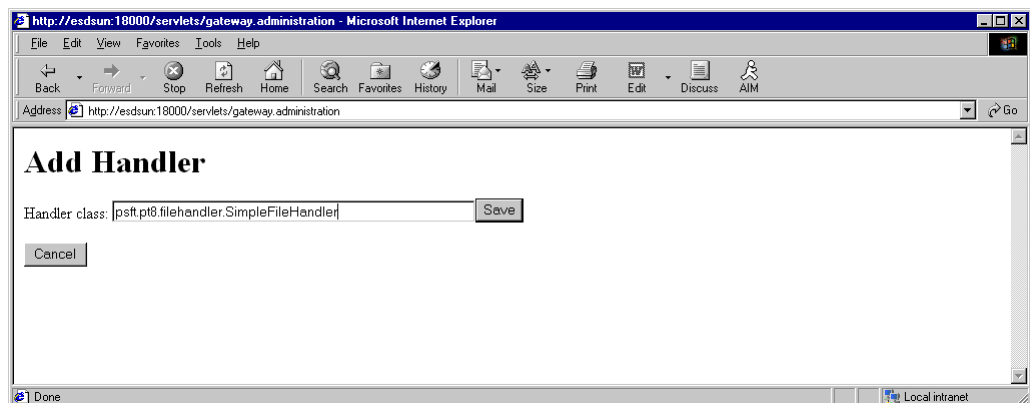 http://esdsun:18000/servlets/gateway.administration - Microsoft Internet Explorer
File Edit View Favorites Tools Help
Back Forward Stop Refresh Home Search Favorites History Mail Size Print Edit Discuss AIM
Address http://esdsun:18000/servlets/gateway.administration Go
Add Handler
Handler class: psft.pt8.filehandler.SimpleFileHandler Save
Cancel
Done Local intranet